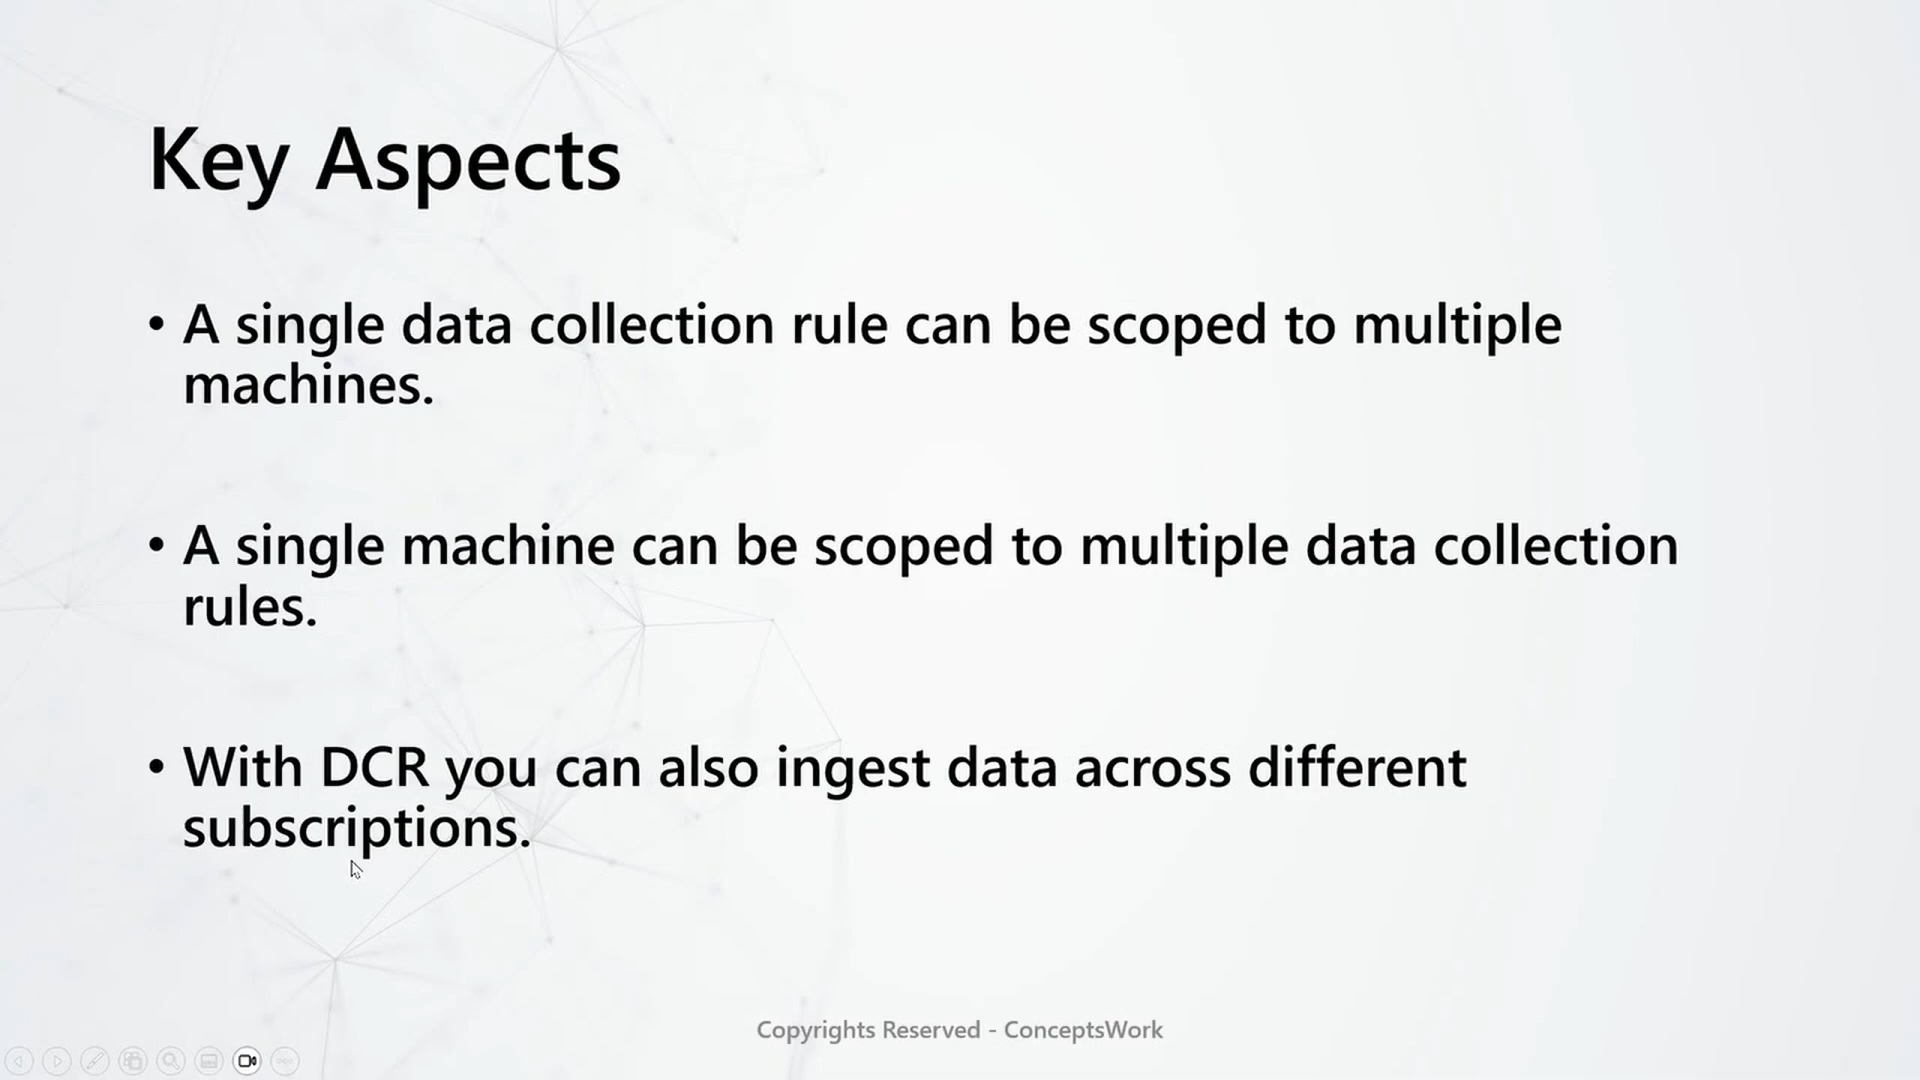 Key Aspects
• A single data collection rule can be scoped to multiple
machines.
• A single machine can be scoped to multiple data collection
rules.
• With DCR you can also ingest data across different
subscriptions.
Copyrights Reserved - ConceptsWork